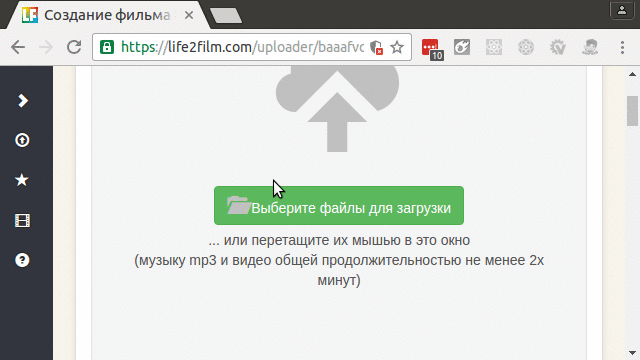 Создание фильма
https://life2film.com/uploader/baaafvc
10
Выберите файлы для загрузки
... или перетащите их мышью в это окно
(музыку mp3 и видео общей продолжительностью не менее 2х
минут)